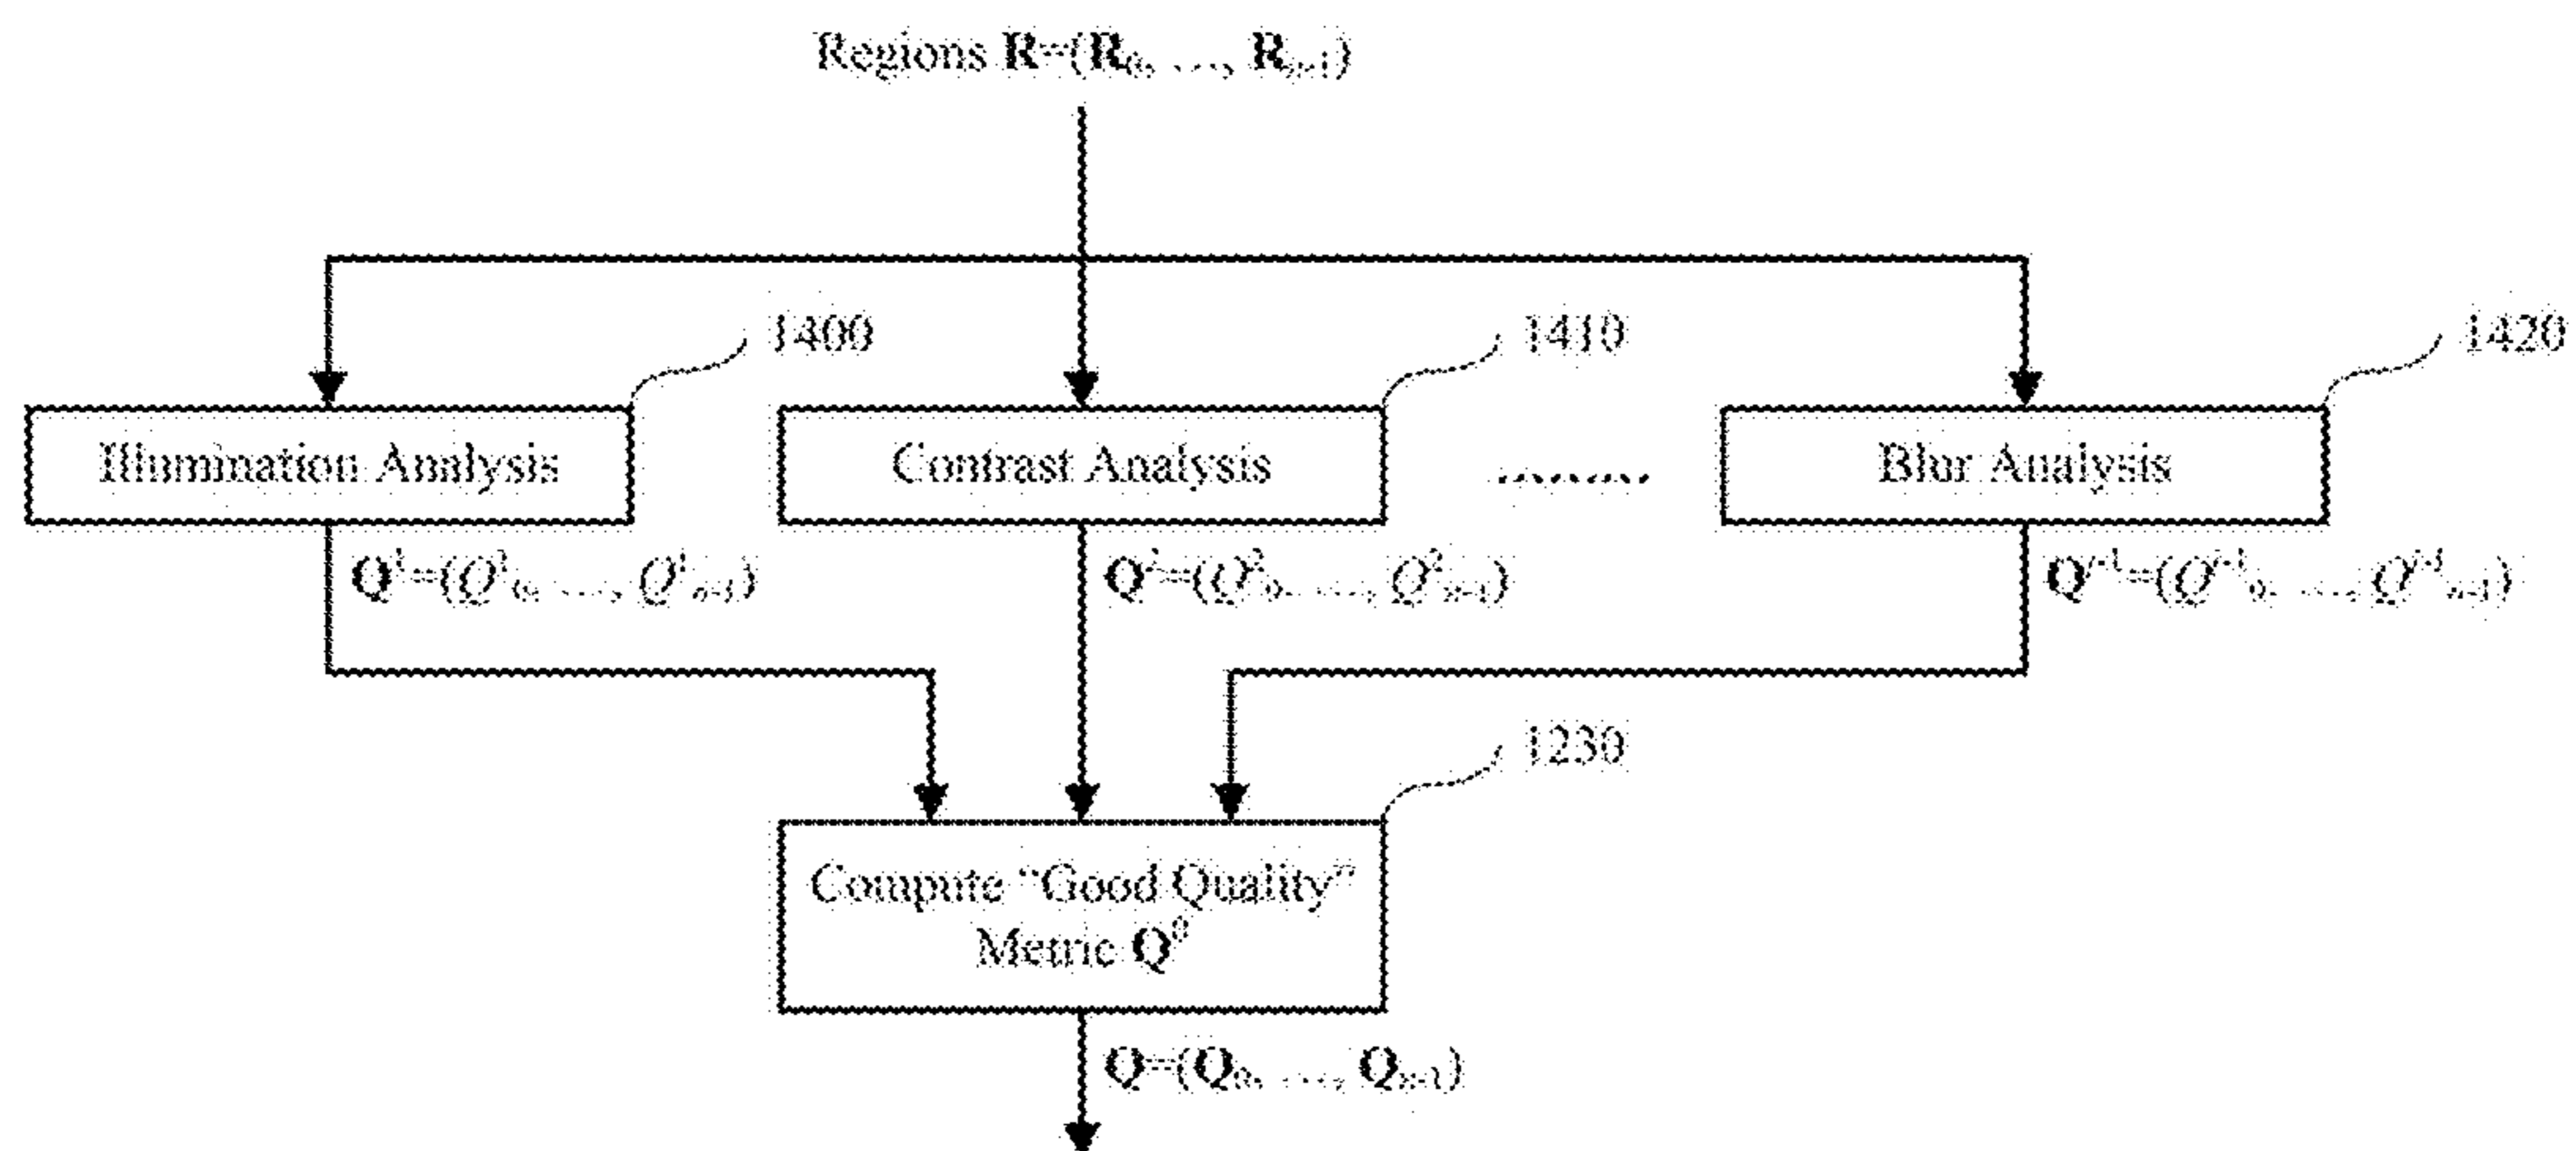 Regions R=(R₀, ...., Rₙ₋₁)
1400
1410
1420
Illumination Analysis
Contrast Analysis
........
Blur Analysis
Q¹=(Q¹₀, ...., Q¹ₙ₋₁)
Q²=(Q²₀, ...., Q²ₙ₋₁)
1230
Compute “Good Quality”
Metric Q⁰
Q=(Q₀, ...., Qₙ₋₁)